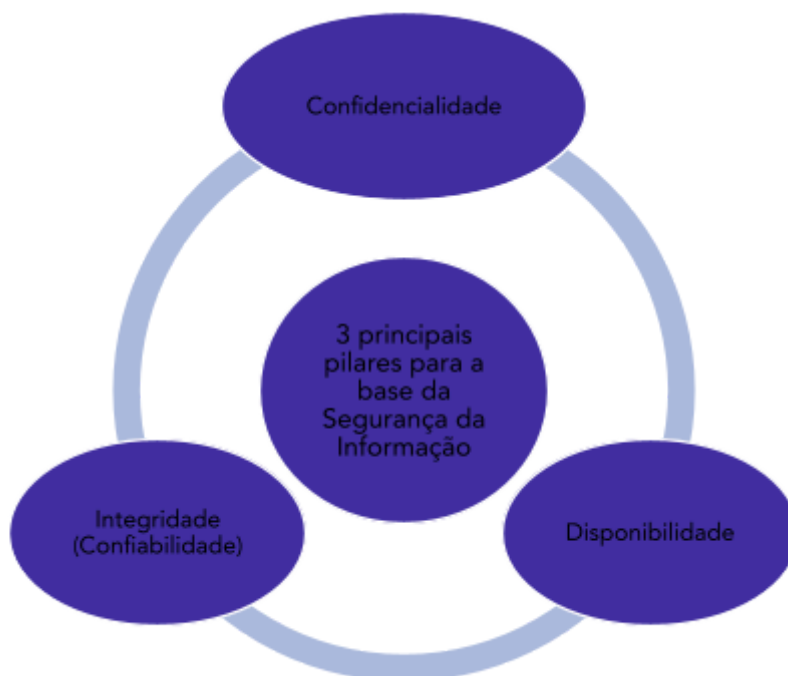 Confidencialidade
3 principais
pilares para a
base da
Segurança da
Informação
Integridade
(Confiabilidade)
Disponibilidade